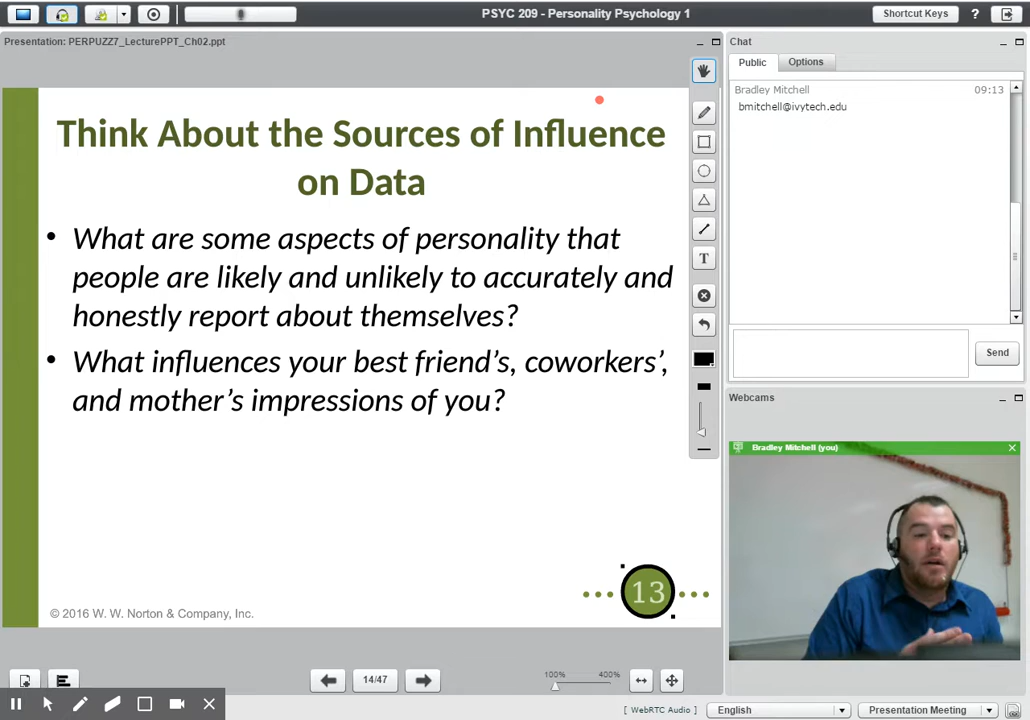 PSYC 209 - Personality Psychology 1
Shortcut Keys
?
Presentation: PERPUZZ7_LecturePPT_Ch02.ppt
Think About the Sources of Influence
on Data
• What are some aspects of personality that
people are likely and unlikely to accurately and
honestly report about themselves?
• What influences your best friend's, coworkers',
and mother's impressions of you?
13
© 2016 W. W. Norton & Company, Inc.
T
14/47
100%
400%
Chat
Public
Options
Bradley Mitchell
09:13
bmitchell@ivytech.edu
Send
Webcams
Bradley Mitchell (you)
[ WebRTC Audio ]
English
Presentation Meeting